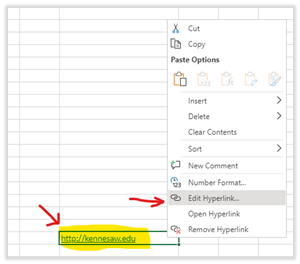 Cut
Copy
Paste Options
Insert
Delete
Clear Contents
Sort
New Comment
Number Format...
Edit Hyperlink...
Open Hyperlink
Remove Hyperlink
http://kennesaw.edu